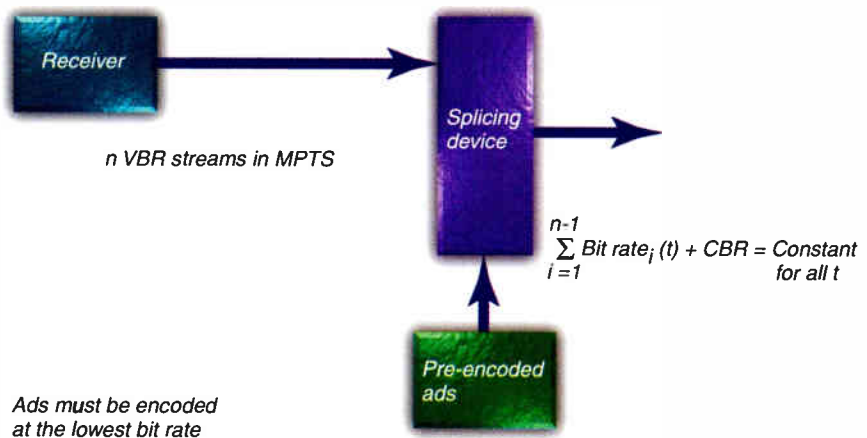 Receiver
n VBR streams in MPTS
Splicing
device
n-1
∑ Bit rate_i (t) + CBR = Constant
i =1
for all t
Pre-encoded
ads
Ads must be encoded
at the lowest bit rate